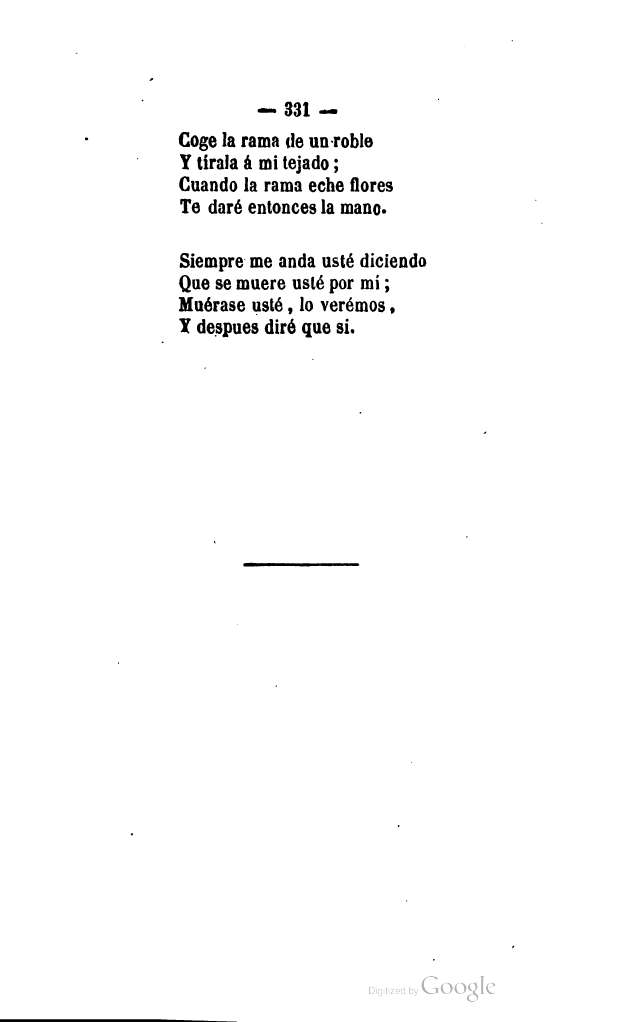 — 331 —
Coge la rama de un roble
Y tírala á mi tejado ;
Cuando la rama eche flores
Te daré entonces la mano.
Siempre me anda usté diciendo
Que se muere usté por mi ;
Muérase usté , lo verémos ,
Y despues diré que si.
Digitized by Google